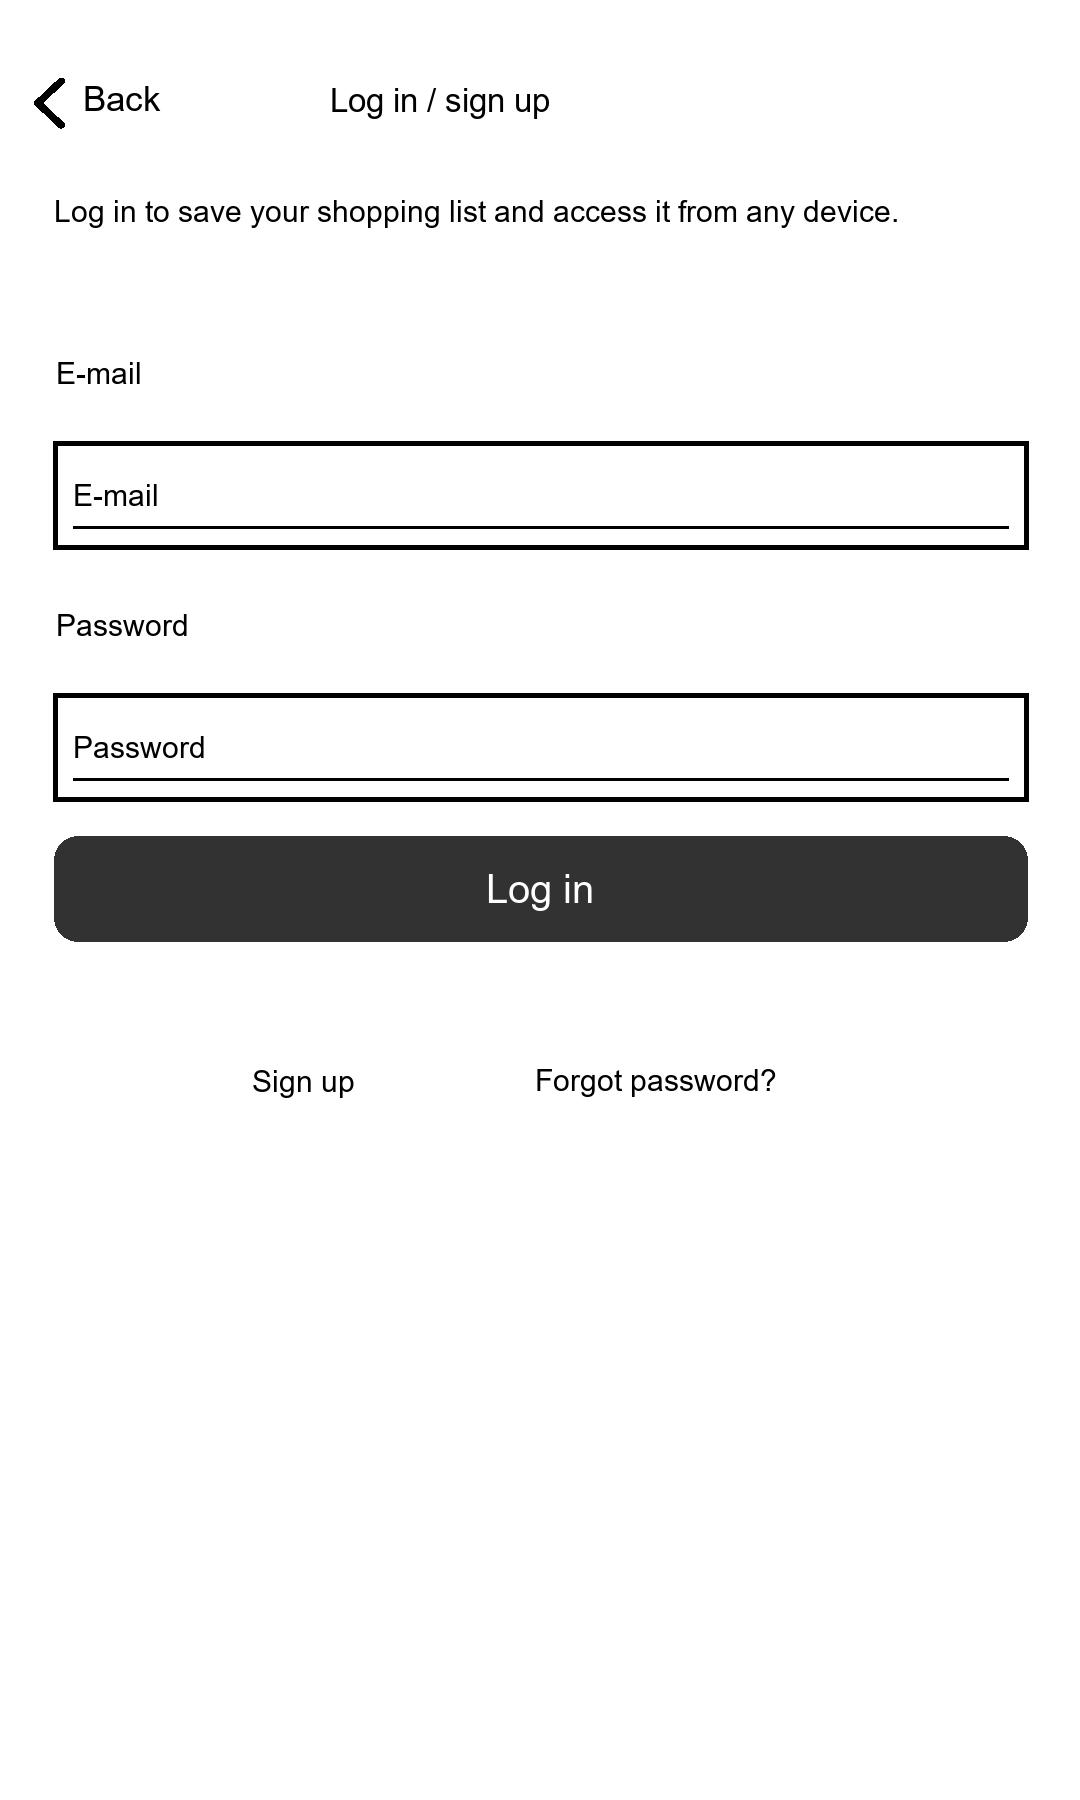 Back
Log in / sign up
Log in to save your shopping list and access it from any device.
E-mail
E-mail
Password
Password
Log in
Sign up
Forgot password?